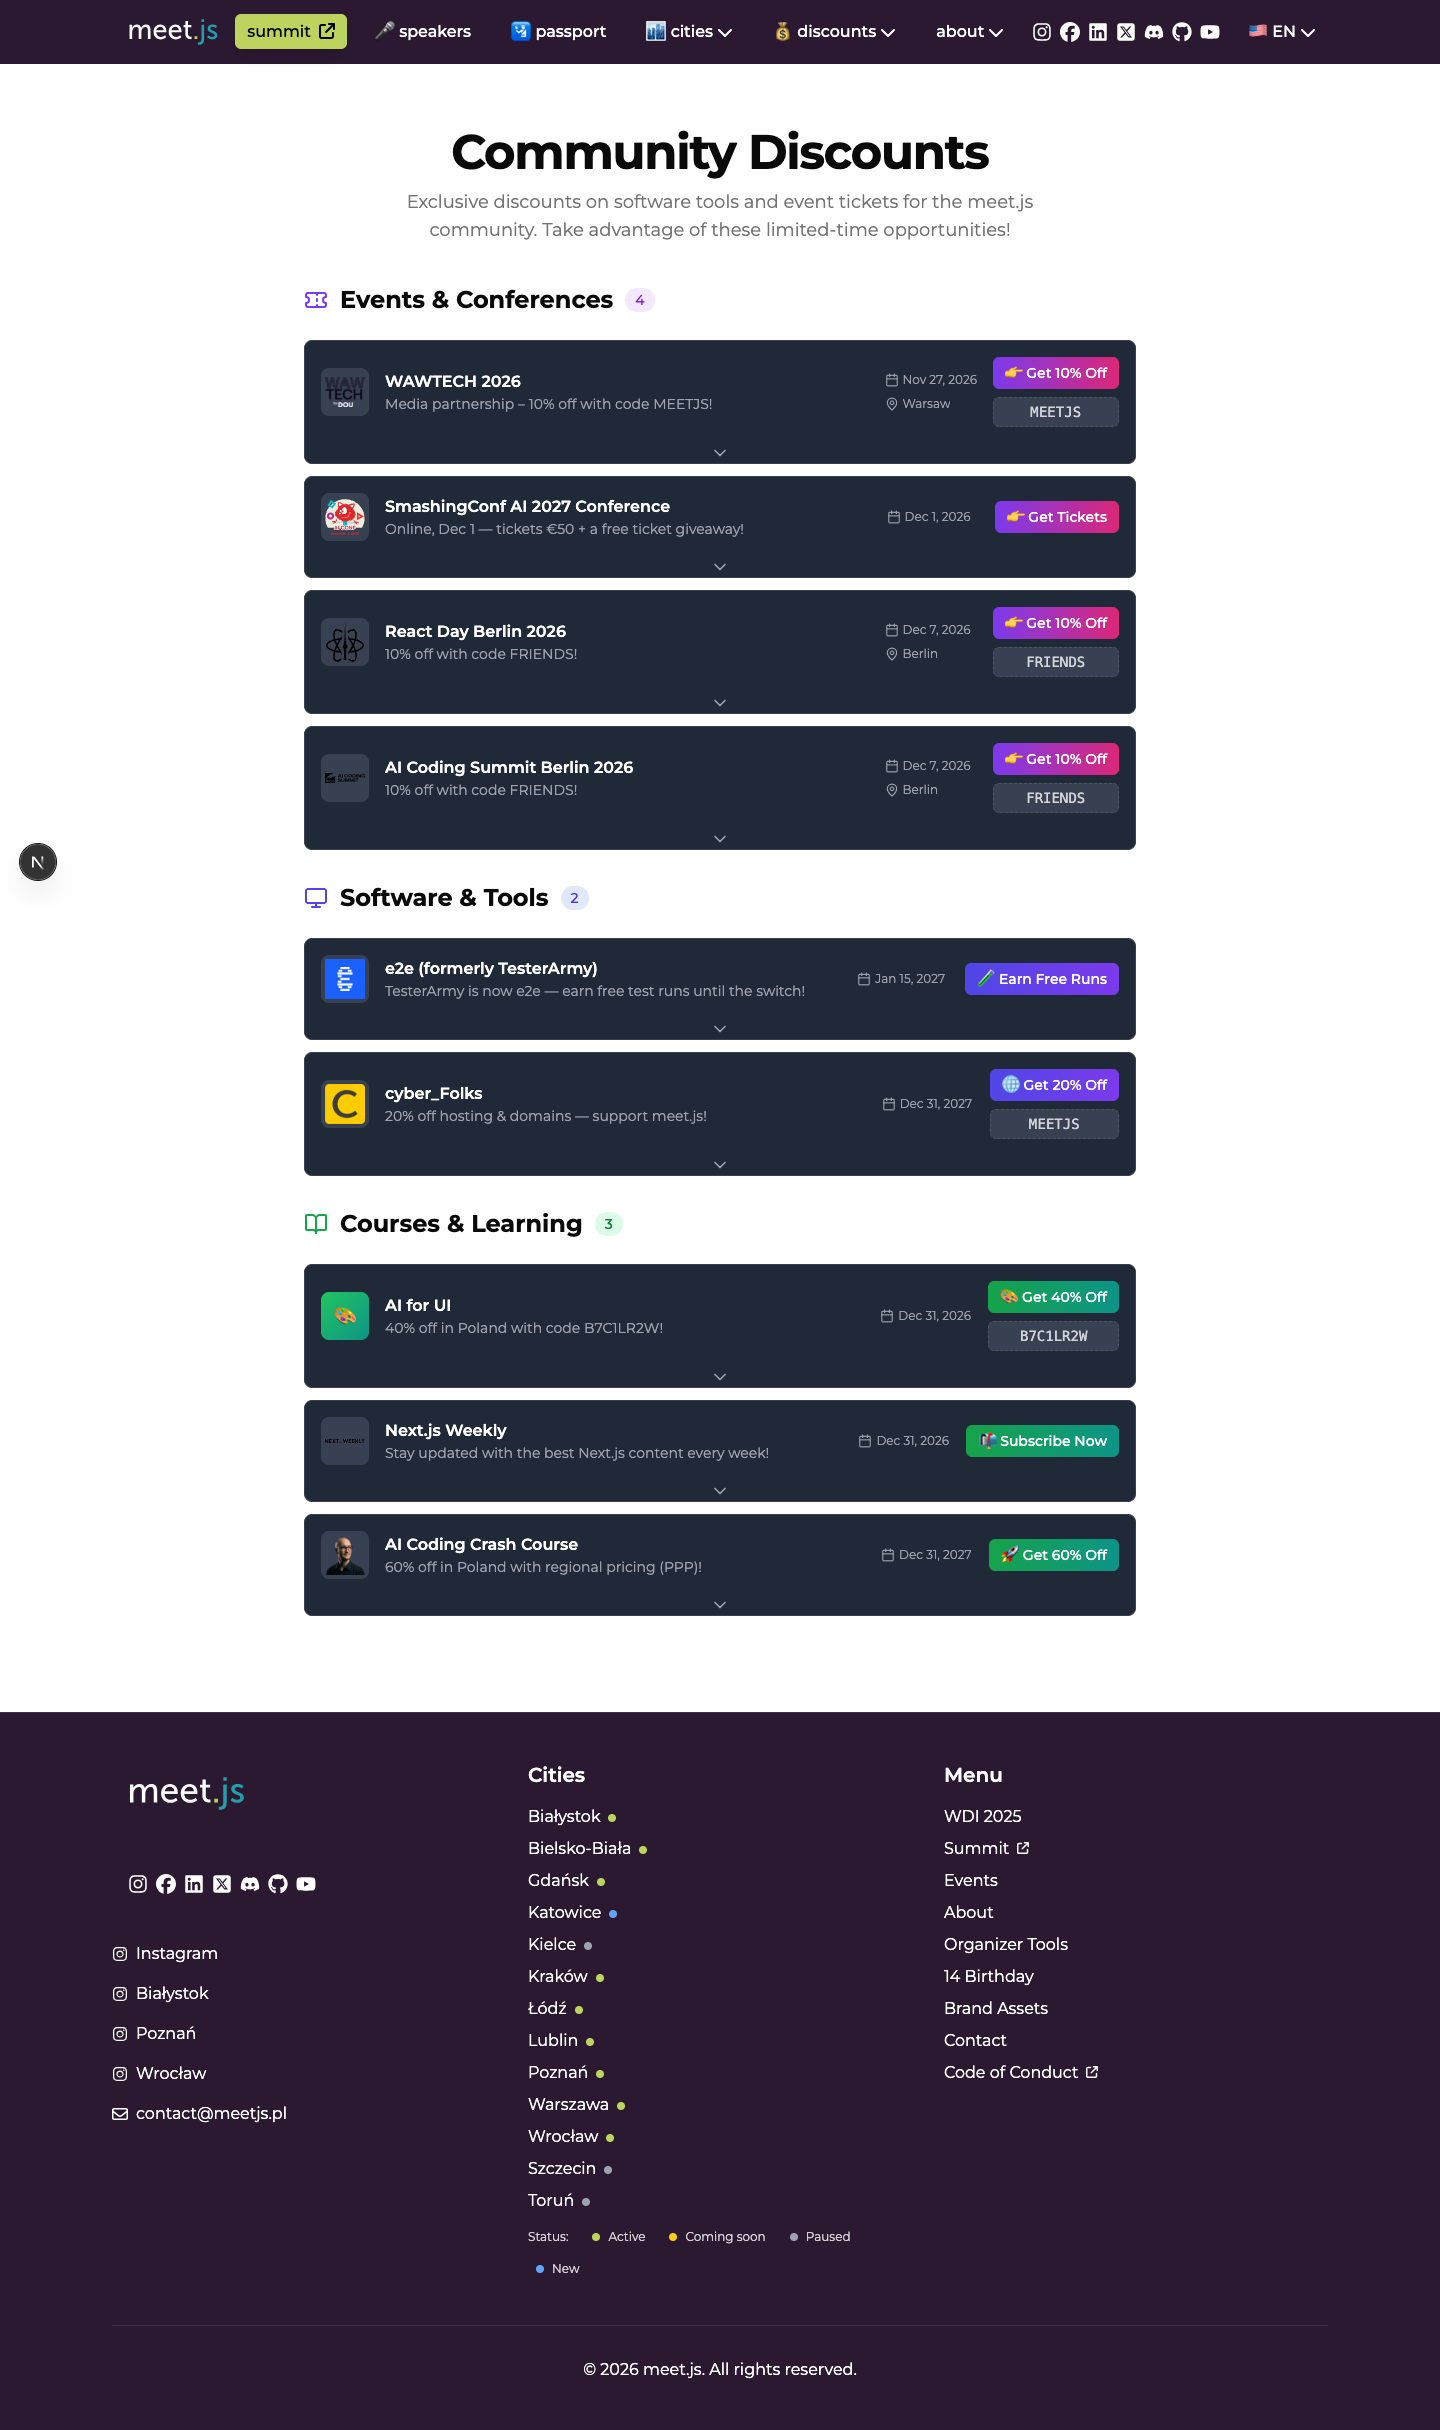 meet.js
summit
🎤 speakers
🛂 passport
🏙️ cities
💰 discounts
about
🇺🇸 EN
Community Discounts
Exclusive discounts on software tools and event tickets for the meet.js
community. Take advantage of these limited-time opportunities!
Events & Conferences 4
WAW
TECH
by DOU
WAWTECH 2026
Media partnership – 10% off with code MEETJS!
Nov 27, 2026
Warsaw
👉 Get 10% Off
MEETJS
SmashingConf AI 2027 Conference
Online, Dec 1 — tickets €50 + a free ticket giveaway!
Dec 1, 2026
👉 Get Tickets
React Day Berlin 2026
10% off with code FRIENDS!
Dec 7, 2026
Berlin
👉 Get 10% Off
FRIENDS
AI CODING
SUMMIT
AI Coding Summit Berlin 2026
10% off with code FRIENDS!
Dec 7, 2026
Berlin
👉 Get 10% Off
FRIENDS
N
Software & Tools 2
e2e (formerly TesterArmy)
TesterArmy is now e2e — earn free test runs until the switch!
Jan 15, 2027
🧪 Earn Free Runs
C
cyber_Folks
20% off hosting & domains — support meet.js!
Dec 31, 2027
🌐 Get 20% Off
MEETJS
Courses & Learning 3
AI for UI
40% off in Poland with code B7C1LR2W!
Dec 31, 2026
🎨 Get 40% Off
B7C1LR2W
Next.js Weekly
Stay updated with the best Next.js content every week!
Dec 31, 2026
📬 Subscribe Now
AI Coding Crash Course
60% off in Poland with regional pricing (PPP)!
Dec 31, 2027
🚀 Get 60% Off
meet.js
Instagram
Białystok
Poznań
Wrocław
contact@meetjs.pl
Cities
Białystok
Bielsko-Biała
Gdańsk
Katowice
Kielce
Kraków
Łódź
Lublin
Poznań
Warszawa
Wrocław
Szczecin
Toruń
Status: Active Coming soon Paused
New
Menu
WDI 2025
Summit
Events
About
Organizer Tools
14 Birthday
Brand Assets
Contact
Code of Conduct
© 2026 meet.js. All rights reserved.